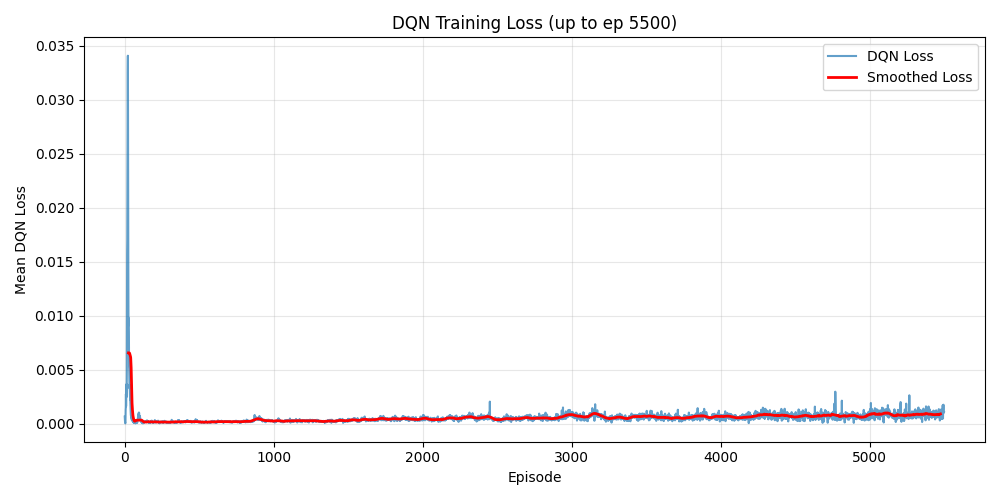 DQN Training Loss (up to ep 5500)
DQN Loss
Smoothed Loss
Mean DQN Loss
0.035
0.030
0.025
0.020
0.015
0.010
0.005
0.000
0 1000 2000 3000 4000 5000
Episode